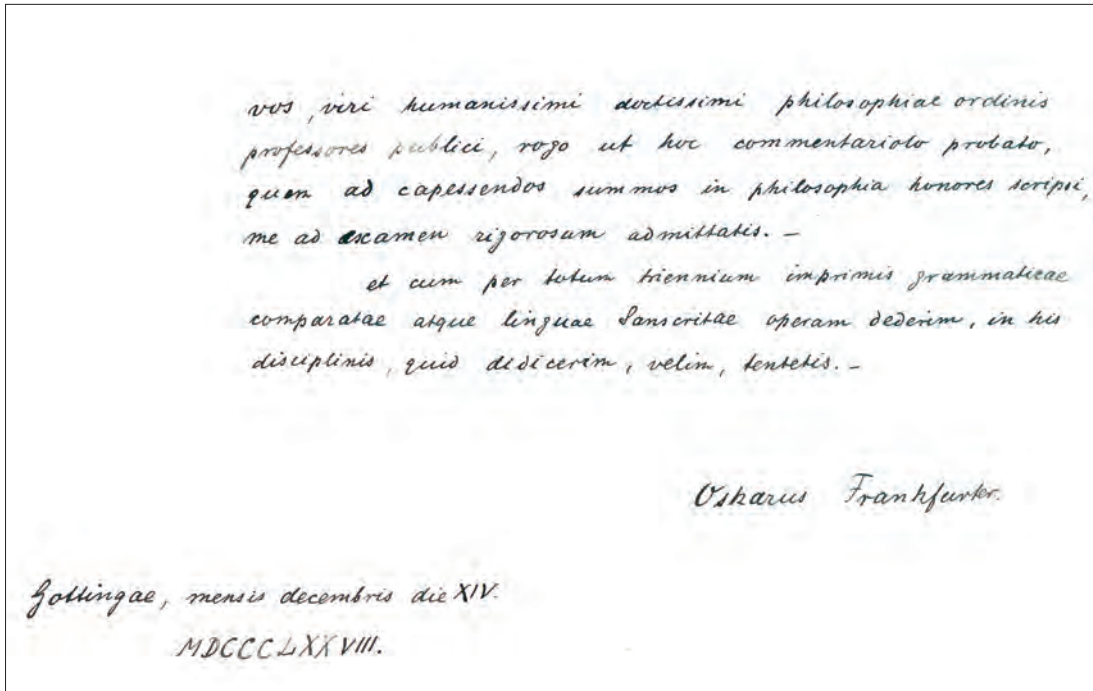 vos, viri humanissimi doctissimi philosophiae ordinis
professores publici, rogo ut hoc commentariolo probato,
quem ad capessendos summos in philosophia honores scripsi,
me ad examen rigorosum admittatis. –
et cum per totum triennium imprimis grammaticae
comparatae atque linguae Sanscritae operam dederim, in his
disciplinis, quid didicerim, velim, tentetis. –
Oskarus Frankfurter.
Gottingae, mensis decembris die XIV.
MDCCCLXXVIII.